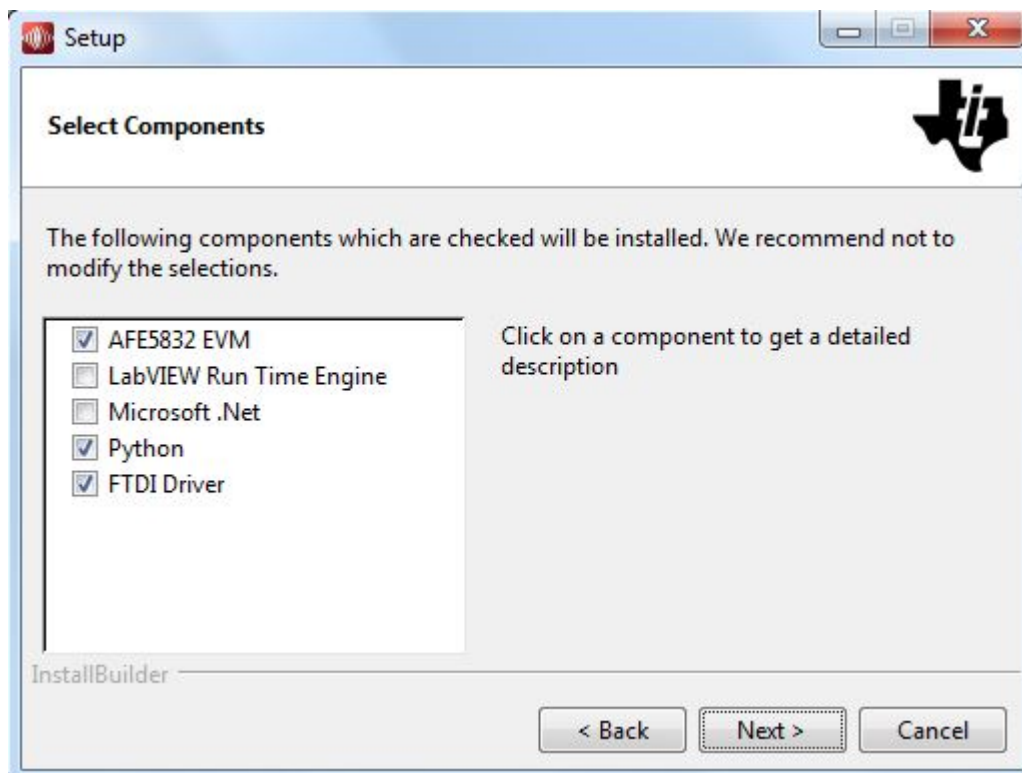 Setup
Select Components
The following components which are checked will be installed. We recommend not to
modify the selections.
AFE5832 EVM
LabVIEW Run Time Engine
Microsoft .Net
Python
FTDI Driver
Click on a component to get a detailed
description
InstallBuilder
< Back
Next >
Cancel